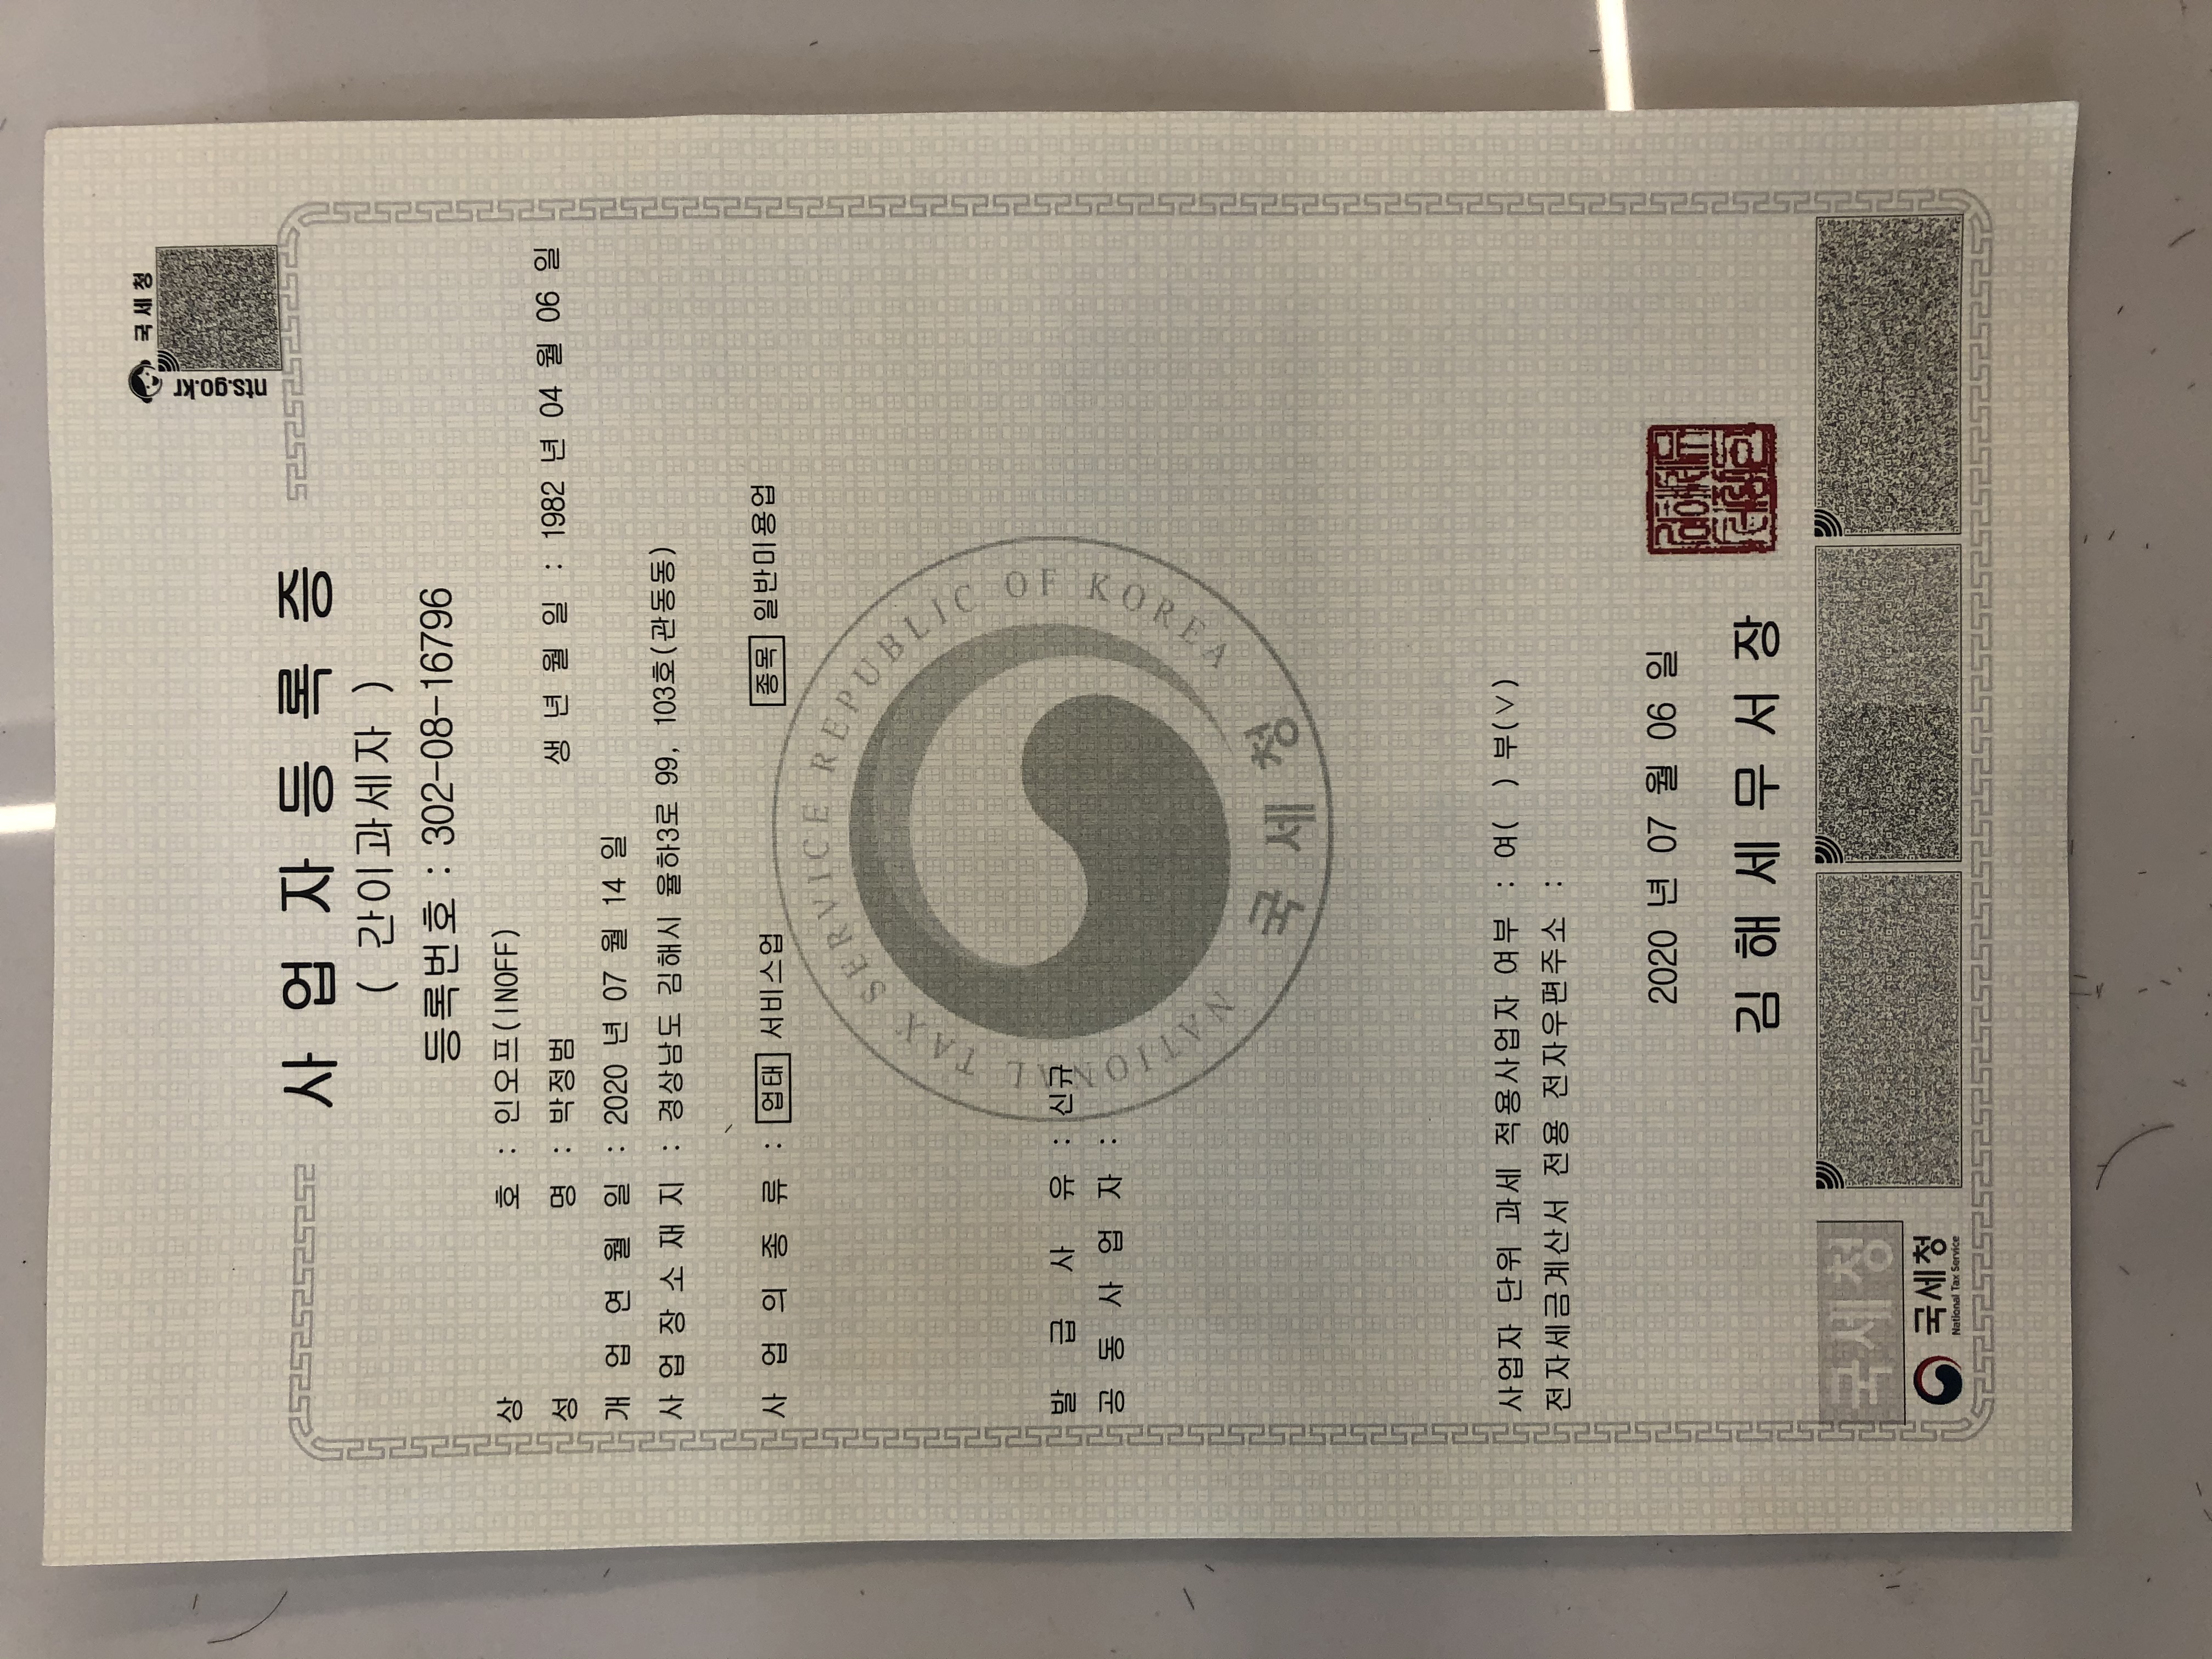 국세청
nts.go.kr
사업자등록증
( 간이과세자 )
등록번호 : 302-08-16796
상 호 : 인오프(INOFF)
성 명 : 박정범 생 년 월 일 : 1982 년 04 월 06 일
개 업 연 월 일 : 2020 년 07 월 14 일
사 업 장 소 재 지 : 경상남도 김해시 율하3로 99, 103호(관동동)
사 업 의 종 류 : 업태 서비스업 종목 일반미용업
NATIONAL TAX SERVICE REPUBLIC OF KOREA
국세청
발 급 사 유 : 신규
공 동 사 업 자 :
사업자 단위 과세 적용사업자 여부 : 여( ) 부(∨)
전자세금계산서 전용 전자우편주소 :
2020 년 07 월 06 일
김 해 세 무 서 장
국세청
국세청
National Tax Service